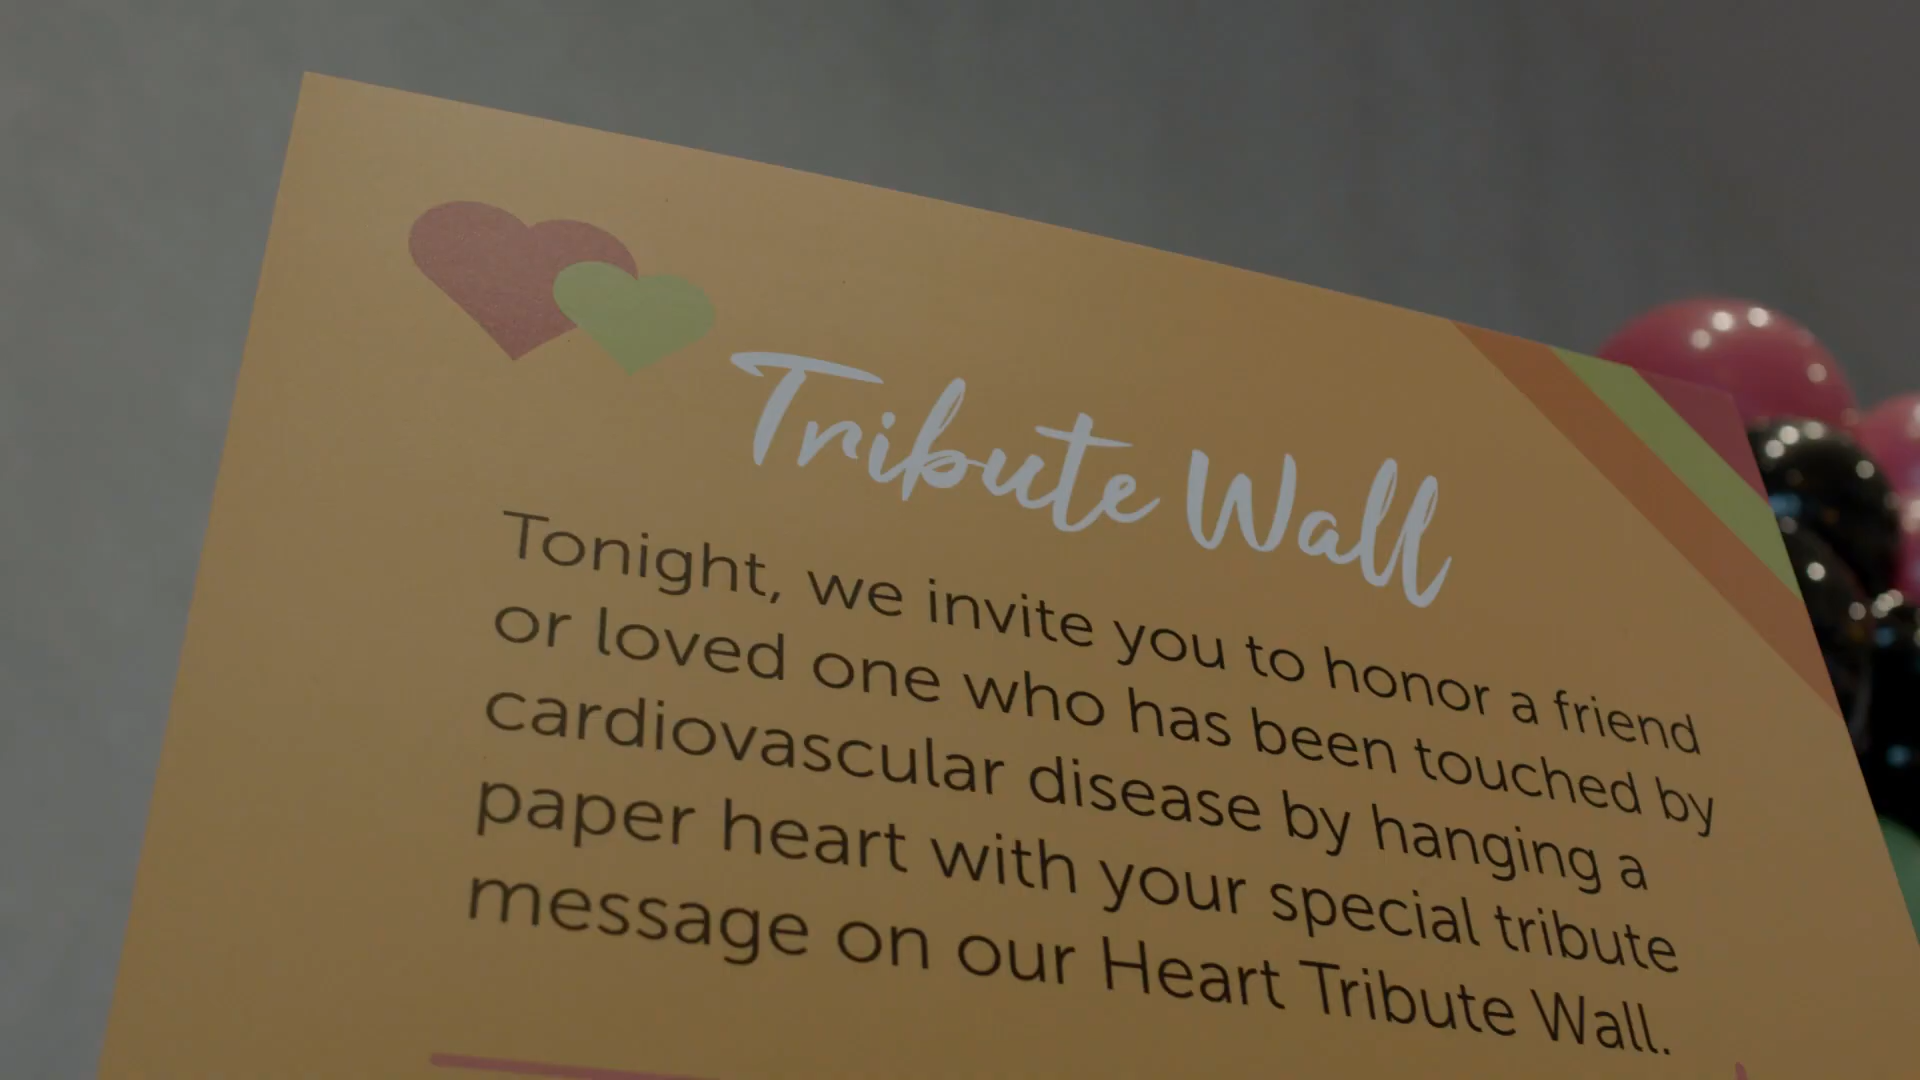 Tribute Wall
Tonight, we invite you to honor a friend
or loved one who has been touched by
cardiovascular disease by hanging a
paper heart with your special tribute
message on our Heart Tribute Wall.